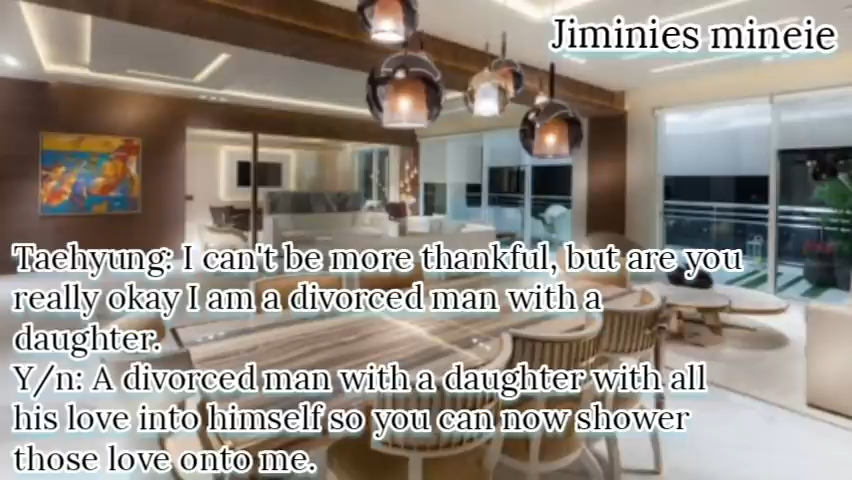 Jiminies mineie
Taehyung: I can't be more thankful, but are you
really okay I am a divorced man with a
daughter.
Y/n: A divorced man with a daughter with all
his love into himself so you can now shower
those love onto me.